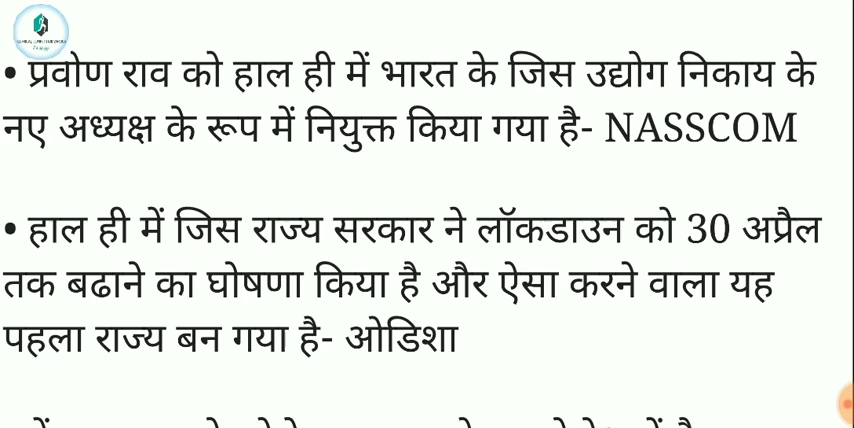 • प्रवोण राव को हाल ही में भारत के जिस उद्योग निकाय के
नए अध्यक्ष के रूप में नियुक्त किया गया है- NASSCOM
• हाल ही में जिस राज्य सरकार ने लॉकडाउन को 30 अप्रैल
तक बढाने का घोषणा किया है और ऐसा करने वाला यह
पहला राज्य बन गया है- ओडिशा